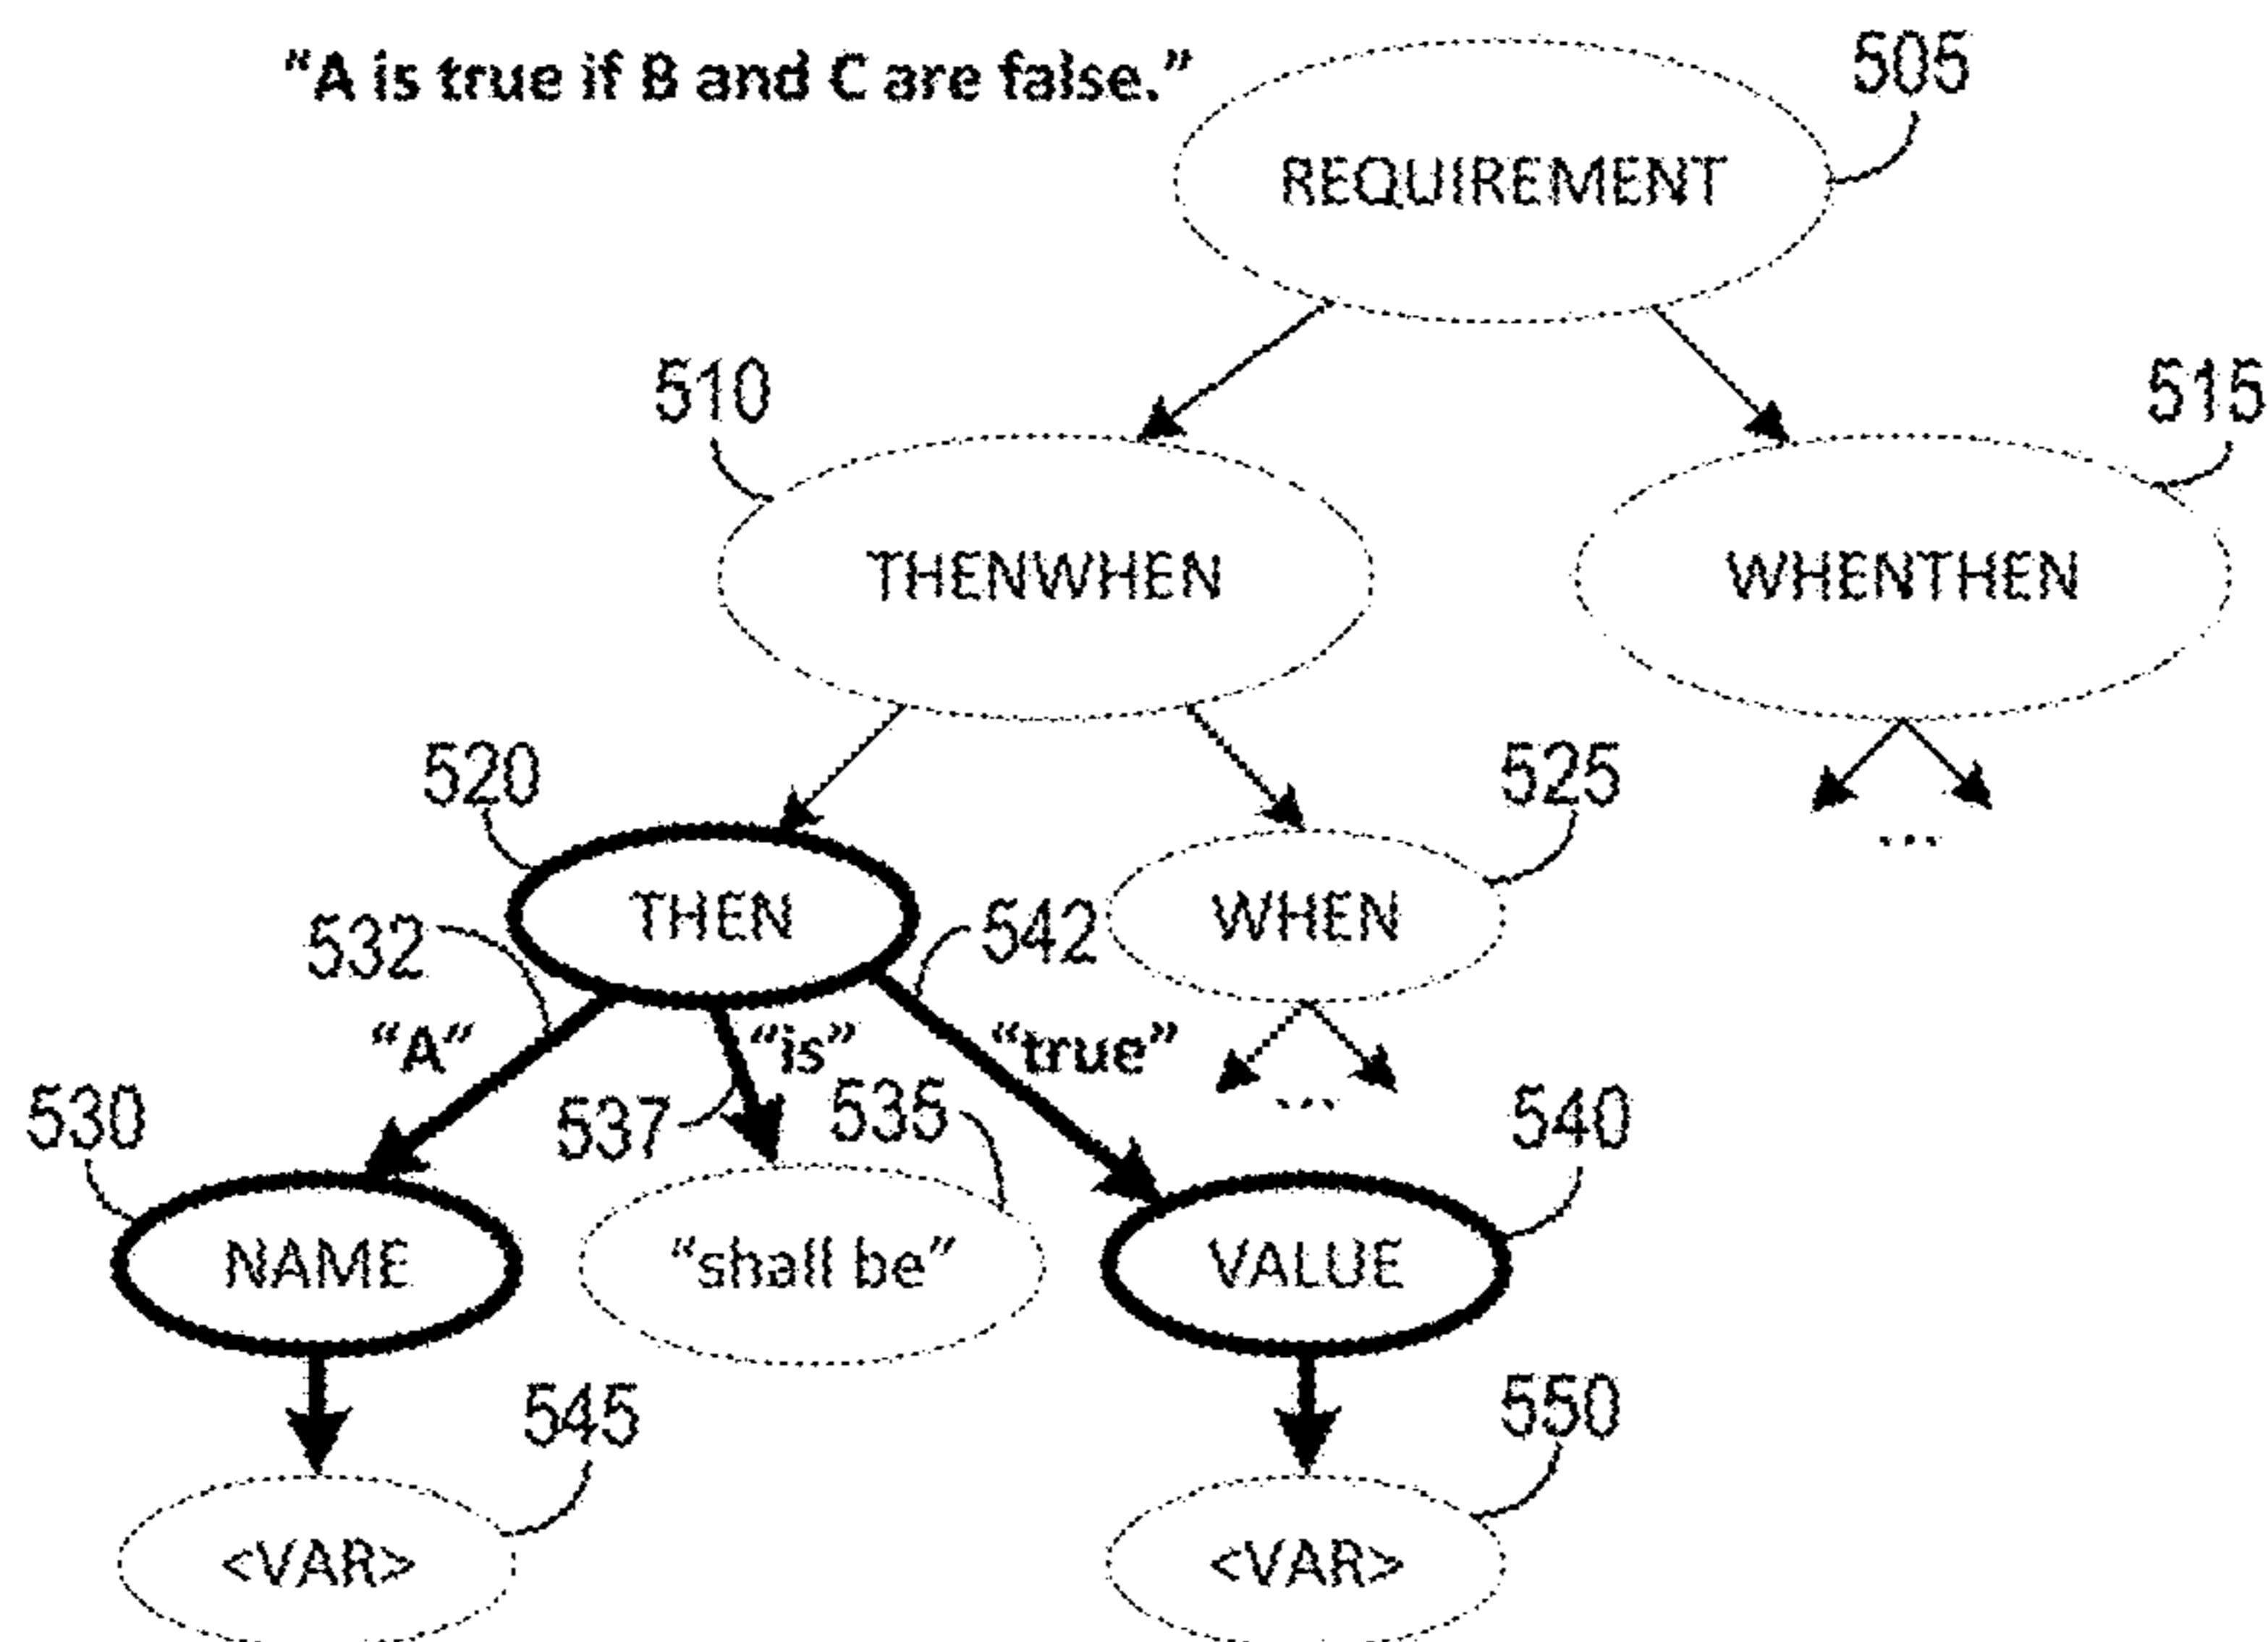 “A is true if B and C are false.”
505
REQUIREMENT
510
515
THENWHEN
WHENTHEN
520
525
...
THEN
WHEN
532
542
“A”
“is”
“true”
530
537
535
...
540
NAME
“shall be”
VALUE
545
550
<VAR>
<VAR>